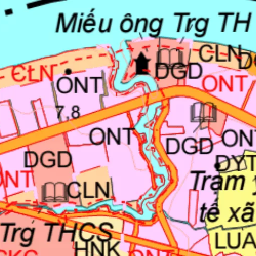 Miếu ông Trg TH
CLN
CLN
DGD
ONT
7,8
ONT
DGD
ONT
DGD
DYT
ONT
CLN
Trạm y
tế xã
Trg THCS
HNK
ONT
LUA